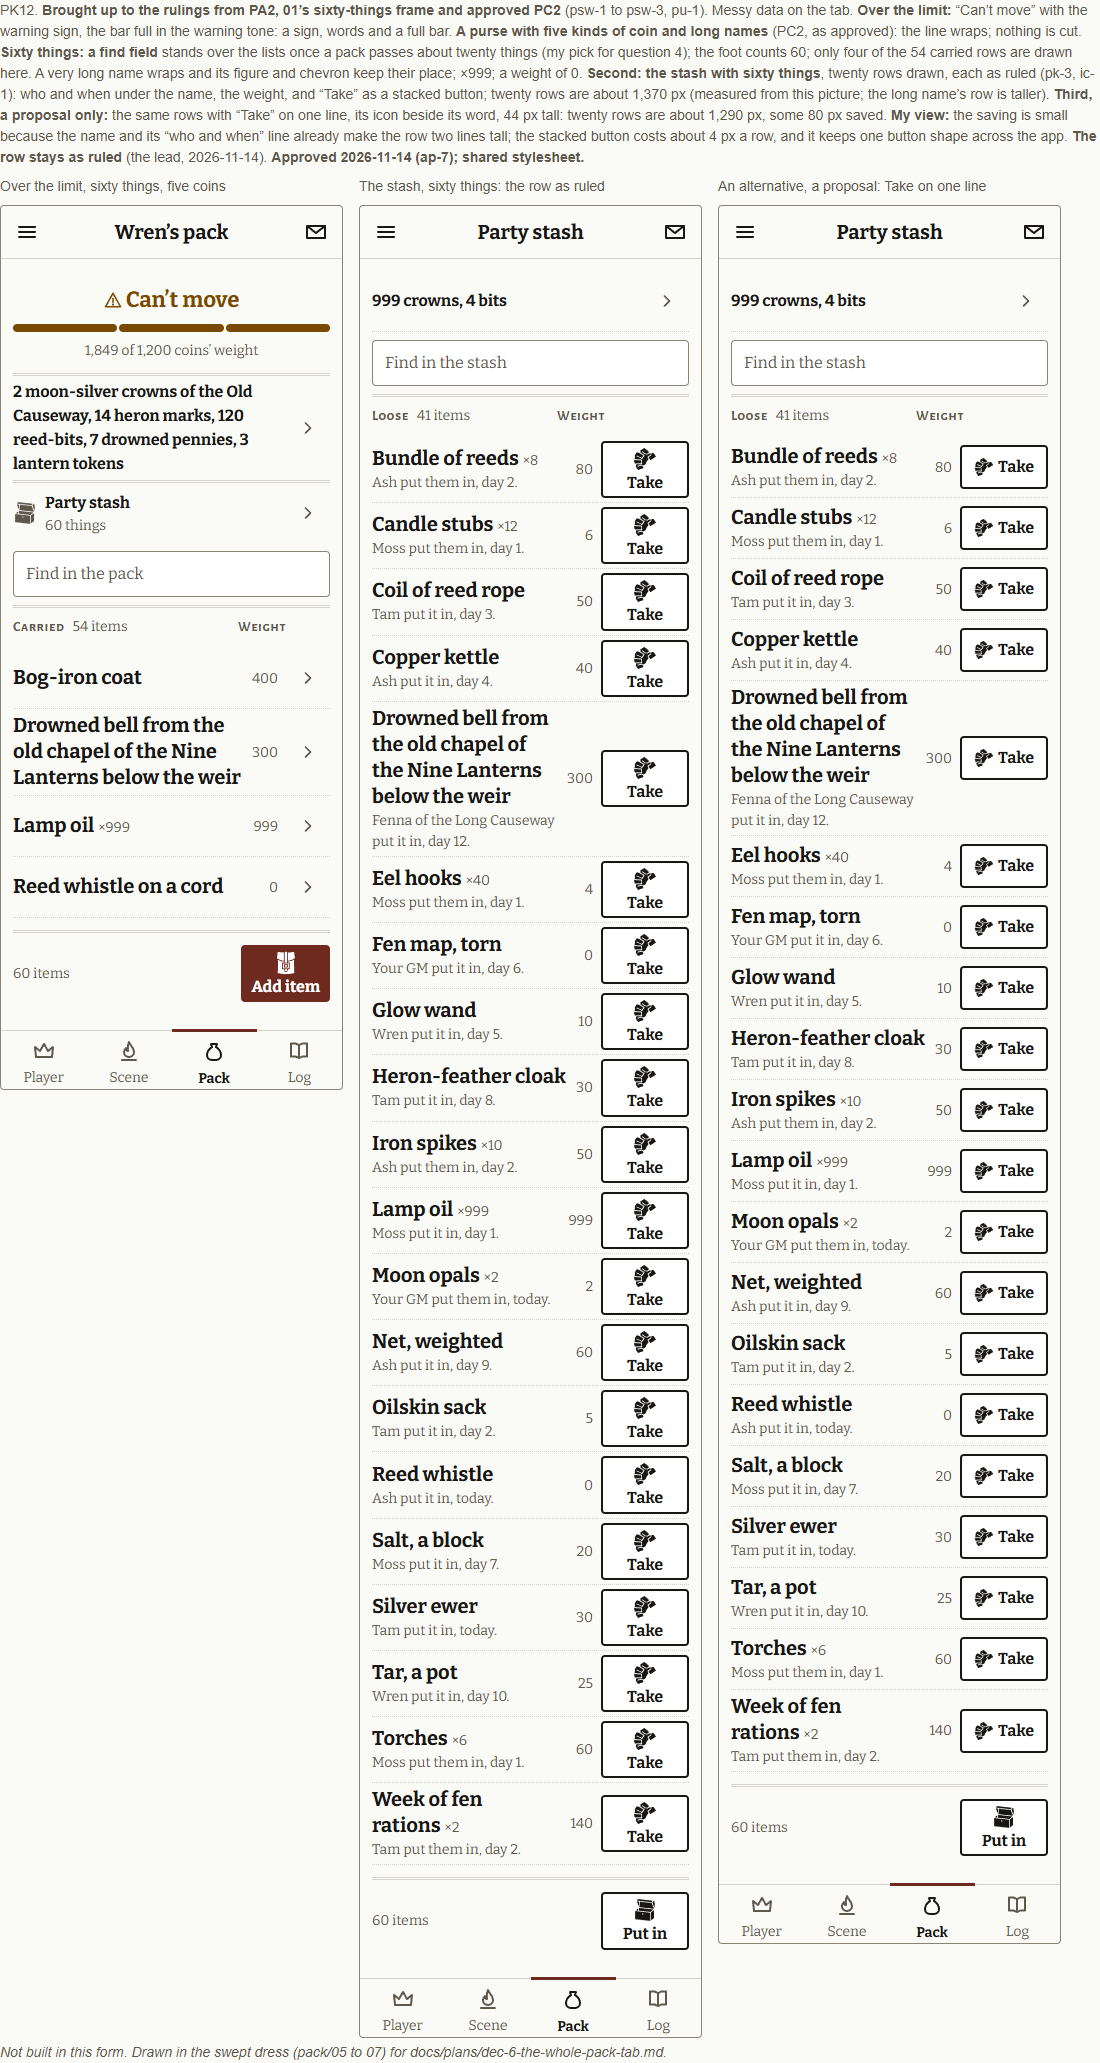 PK12. Brought up to the rulings from PA2, 01’s sixty-things frame and approved PC2 (psw-1 to psw-3, pu-1). Messy data on the tab. Over the limit: “Can’t move” with the
warning sign, the bar full in the warning tone: a sign, words and a full bar. A purse with five kinds of coin and long names (PC2, as approved): the line wraps; nothing is cut.
Sixty things: a find field stands over the lists once a pack passes about twenty things (my pick for question 4); the foot counts 60; only four of the 54 carried rows are drawn
here. A very long name wraps and its figure and chevron keep their place; ×999; a weight of 0. Second: the stash with sixty things, twenty rows drawn, each as ruled (pk-3, ic-
1): who and when under the name, the weight, and “Take” as a stacked button; twenty rows are about 1,370 px (measured from this picture; the long name’s row is taller). Third,
a proposal only: the same rows with “Take” on one line, its icon beside its word, 44 px tall: twenty rows are about 1,290 px, some 80 px saved. My view: the saving is small
because the name and its “who and when” line already make the row two lines tall; the stacked button costs about 4 px a row, and it keeps one button shape across the app. The
row stays as ruled (the lead, 2026-11-14). Approved 2026-11-14 (ap-7); shared stylesheet.
Over the limit, sixty things, five coins
Wren’s pack
Can’t move
1,849 of 1,200 coins’ weight
2 moon-silver crowns of the Old
Causeway, 14 heron marks, 120
reed-bits, 7 drowned pennies, 3
lantern tokens
Party stash
60 things
Find in the pack
Carried 54 items Weight
Bog-iron coat 400
Drowned bell from the
old chapel of the Nine
Lanterns below the weir
300
Lamp oil ×999 999
Reed whistle on a cord 0
60 items
Add item
Player Scene Pack Log
The stash, sixty things: the row as ruled
Party stash
999 crowns, 4 bits
Find in the stash
Loose 41 items Weight
Bundle of reeds ×8
Ash put them in, day 2.
80
Take
Candle stubs ×12
Moss put them in, day 1.
6
Take
Coil of reed rope
Tam put it in, day 3.
50
Take
Copper kettle
Ash put it in, day 4.
40
Take
Drowned bell from
the old chapel of
the Nine Lanterns
below the weir
Fenna of the Long Causeway
put it in, day 12.
300
Take
Eel hooks ×40
Moss put them in, day 1.
4
Take
Fen map, torn
Your GM put it in, day 6.
0
Take
Glow wand
Wren put it in, day 5.
10
Take
Heron-feather cloak
Tam put it in, day 8.
30
Take
Iron spikes ×10
Ash put them in, day 2.
50
Take
Lamp oil ×999
Moss put it in, day 1.
999
Take
Moon opals ×2
Your GM put them in, today.
2
Take
Net, weighted
Ash put it in, day 9.
60
Take
Oilskin sack
Tam put it in, day 2.
5
Take
Reed whistle
Ash put it in, today.
0
Take
Salt, a block
Moss put it in, day 7.
20
Take
Silver ewer
Tam put it in, today.
30
Take
Tar, a pot
Wren put it in, day 10.
25
Take
Torches ×6
Moss put them in, day 1.
60
Take
Week of fen
rations ×2
Tam put them in, day 2.
140
Take
60 items
Put in
Player Scene Pack Log
An alternative, a proposal: Take on one line
Party stash
999 crowns, 4 bits
Find in the stash
Loose 41 items Weight
Bundle of reeds ×8
Ash put them in, day 2.
80 Take
Candle stubs ×12
Moss put them in, day 1.
6 Take
Coil of reed rope
Tam put it in, day 3.
50 Take
Copper kettle
Ash put it in, day 4.
40 Take
Drowned bell from
the old chapel of
the Nine Lanterns
below the weir
Fenna of the Long Causeway
put it in, day 12.
300 Take
Eel hooks ×40
Moss put them in, day 1.
4 Take
Fen map, torn
Your GM put it in, day 6.
0 Take
Glow wand
Wren put it in, day 5.
10 Take
Heron-feather cloak
Tam put it in, day 8.
30 Take
Iron spikes ×10
Ash put them in, day 2.
50 Take
Lamp oil ×999
Moss put it in, day 1.
999 Take
Moon opals ×2
Your GM put them in, today.
2 Take
Net, weighted
Ash put it in, day 9.
60 Take
Oilskin sack
Tam put it in, day 2.
5 Take
Reed whistle
Ash put it in, today.
0 Take
Salt, a block
Moss put it in, day 7.
20 Take
Silver ewer
Tam put it in, today.
30 Take
Tar, a pot
Wren put it in, day 10.
25 Take
Torches ×6
Moss put them in, day 1.
60 Take
Week of fen
rations ×2
Tam put them in, day 2.
140 Take
60 items
Put in
Player Scene Pack Log
Not built in this form. Drawn in the swept dress (pack/05 to 07) for docs/plans/dec-6-the-whole-pack-tab.md.